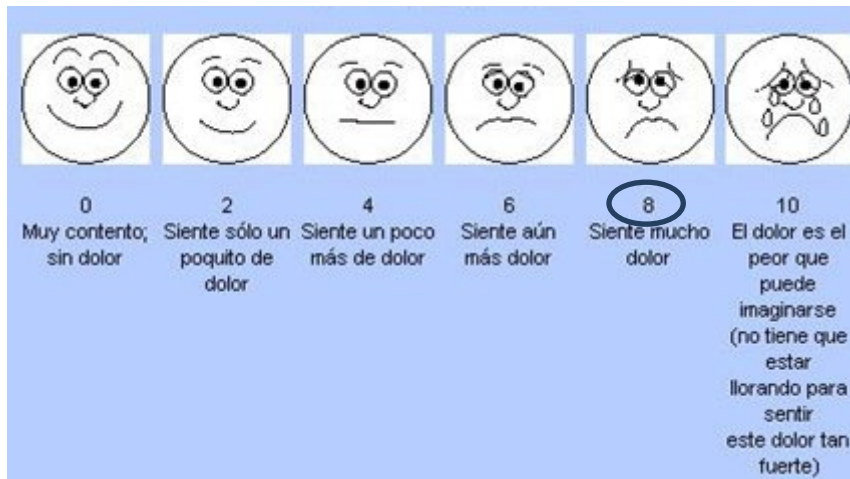 0
Muy contento;
sin dolor
2
Siente sólo un
poquito de
dolor
4
Siente un poco
más de dolor
6
Siente aún
más dolor
8
Siente mucho
dolor
10
El dolor es el
peor que
puede
imaginarse
(no tiene que
estar
llorando para
sentir
este dolor tan
fuerte)